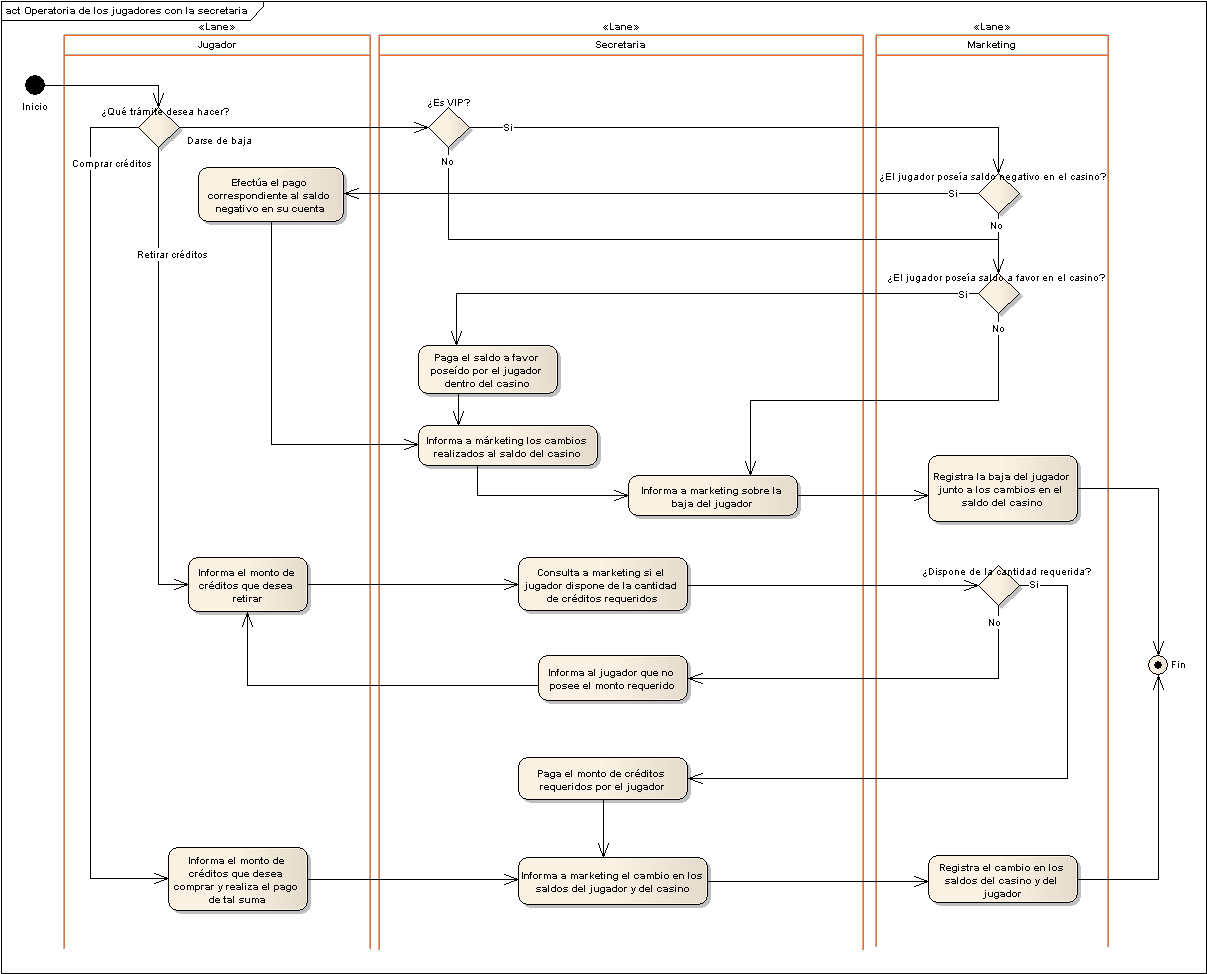 act Operatoria de los jugadores con la secretaria
«Lane»
«Lane»
«Lane»
Jugador
Secretaria
Marketing
Inicio
¿Qué trámite desea hacer?
¿Es VIP?
Si
Darse de baja
No
Comprar créditos
¿El jugador poseía saldo negativo en el casino?
Efectúa el pago
correspondiente al saldo
negativo en su cuenta
Si
No
Retirar créditos
¿El jugador poseía saldo a favor en el casino?
Si
No
Paga el saldo a favor
poseído por el jugador
dentro del casino
Informa a márketing los cambios
realizados al saldo del casino
Informa a marketing sobre la
baja del jugador
Registra la baja del jugador
junto a los cambios en el
saldo del casino
Informa el monto de
créditos que desea
retirar
Consulta a marketing si el
jugador dispone de la cantidad
de créditos requeridos
¿Dispone de la cantidad requerida?
Si
No
Informa al jugador que no
posee el monto requerido
Fin
Paga el monto de créditos
requeridos por el jugador
Informa el monto de
créditos que desea
comprar y realiza el pago
de tal suma
Informa a marketing el cambio en los
saldos del jugador y del casino
Registra el cambio en los
saldos del casino y del
jugador